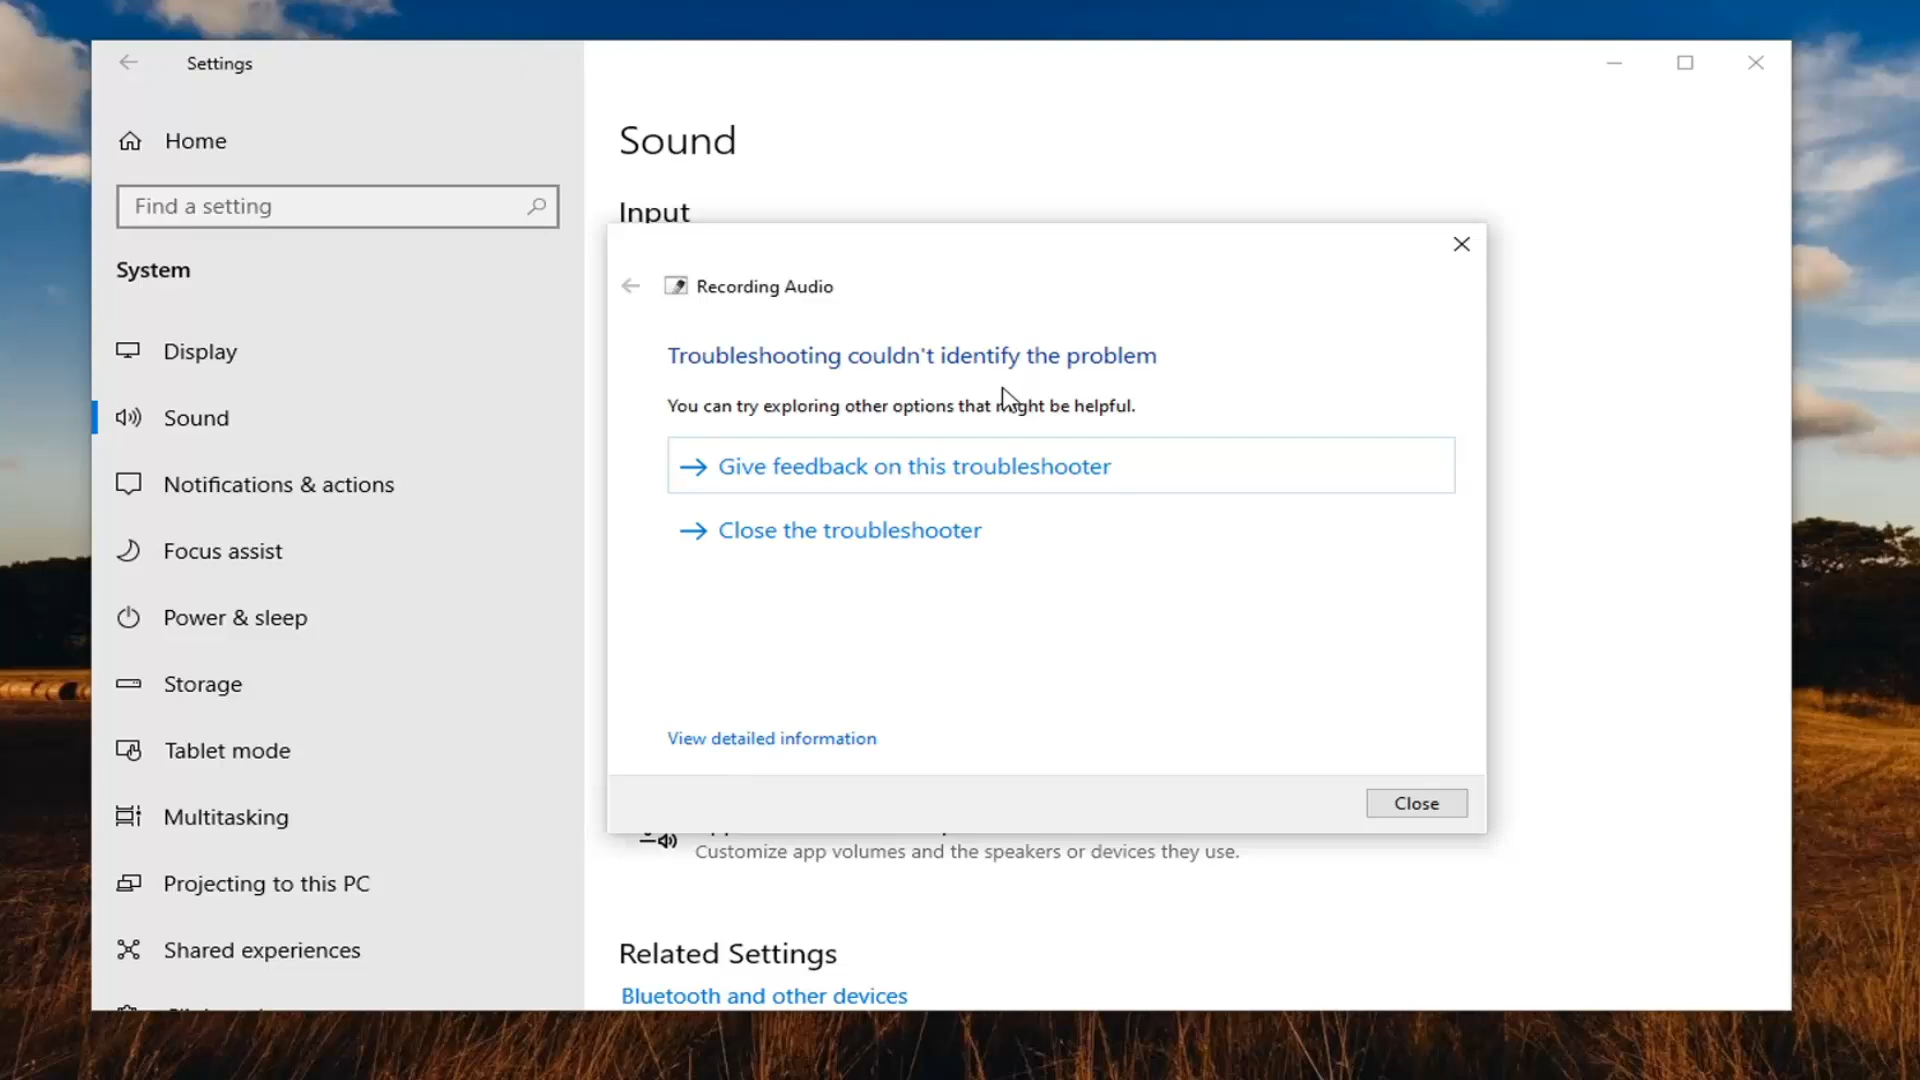 Settings
Home
Find a setting
System
Display
Sound
Notifications & actions
Focus assist
Power & sleep
Storage
Tablet mode
Multitasking
Projecting to this PC
Shared experiences
Sound
Input
Recording Audio
Troubleshooting couldn't identify the problem
You can try exploring other options that might be helpful.
Give feedback on this troubleshooter
Close the troubleshooter
View detailed information
Close
Customize app volumes and the speakers or devices they use.
Related Settings
Bluetooth and other devices